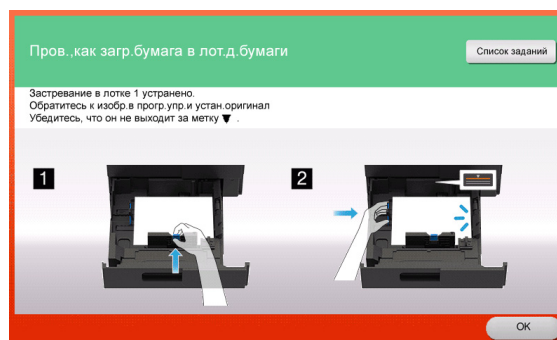 Пров.,как загр.бумага в лот.д.бумаги
Список заданий
Застревание в лотке 1 устранено.
Обратитесь к изобр.в прогр.упр.и устан.оригинал
Убедитесь, что он не выходит за метку ▼ .
1
2
OK